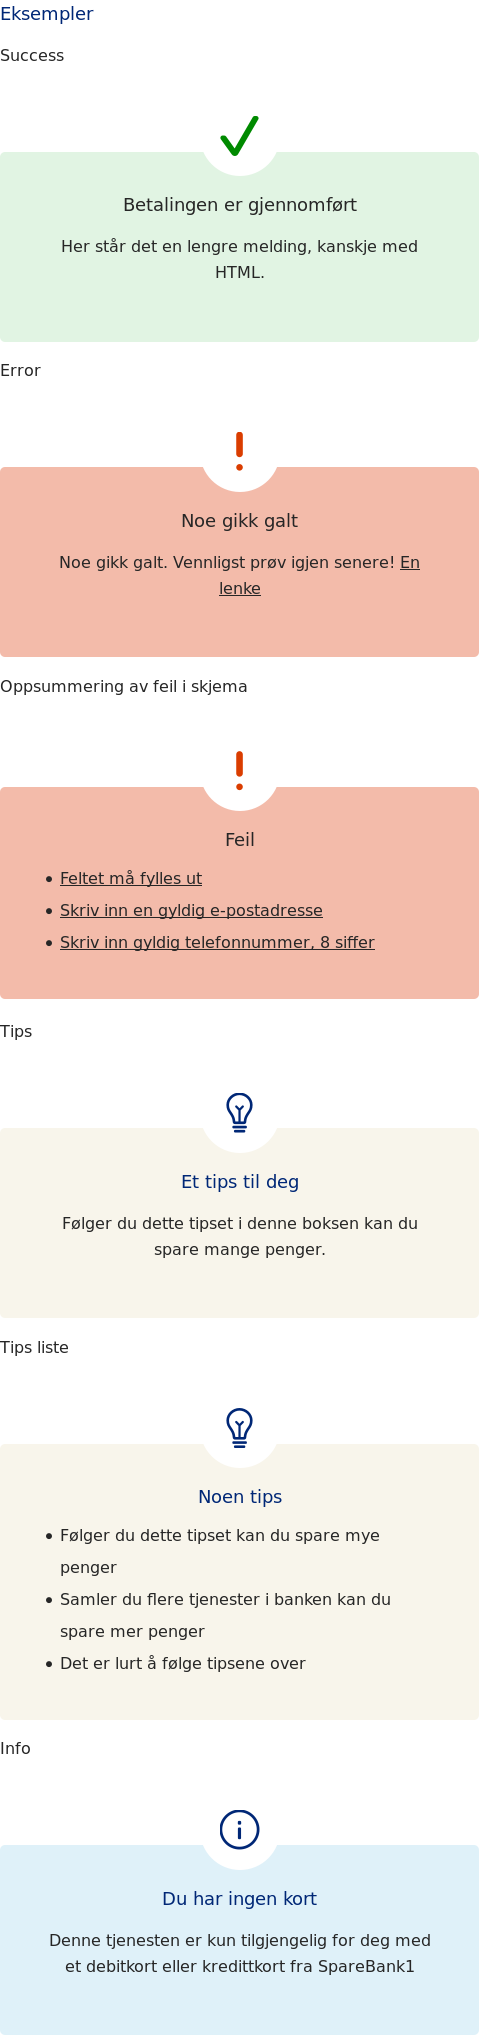 Eksempler
Success
Betalingen er gjennomført
Her står det en lengre melding, kanskje med
HTML.
Error
Noe gikk galt
Noe gikk galt. Vennligst prøv igjen senere! En
lenke
Oppsummering av feil i skjema
Feil
• Feltet må fylles ut
• Skriv inn en gyldig e-postadresse
• Skriv inn gyldig telefonnummer, 8 siffer
Tips
Et tips til deg
Følger du dette tipset i denne boksen kan du
spare mange penger.
Tips liste
Noen tips
• Følger du dette tipset kan du spare mye
penger
• Samler du flere tjenester i banken kan du
spare mer penger
• Det er lurt å følge tipsene over
Info
Du har ingen kort
Denne tjenesten er kun tilgjengelig for deg med
et debitkort eller kredittkort fra SpareBank1